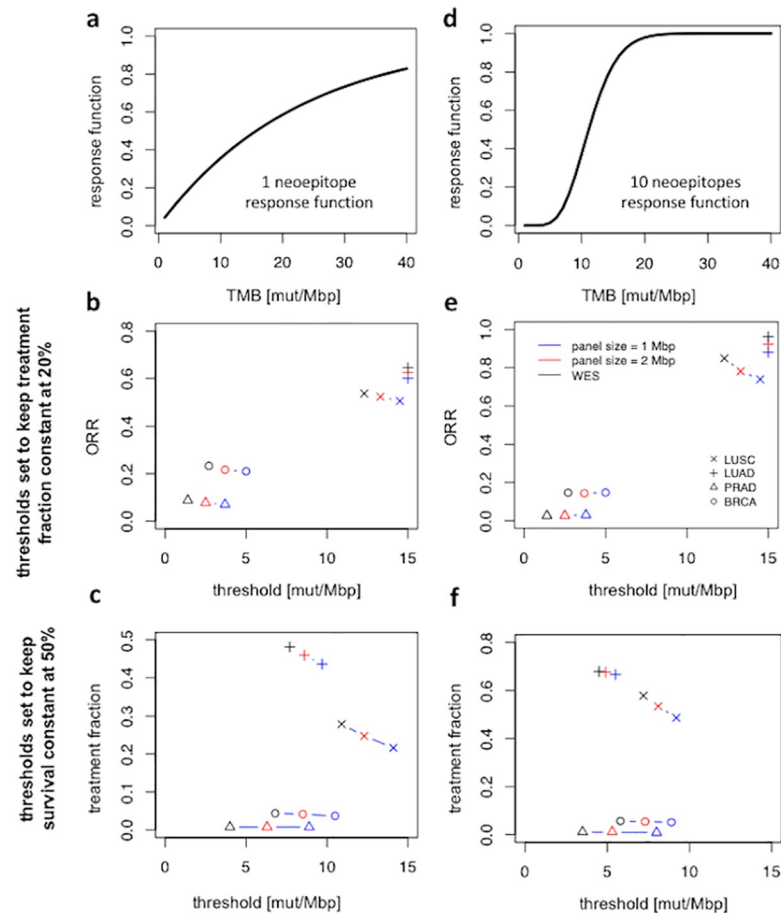 a
response function
1.0
0.8
0.6
0.4
0.2
0.0
1 neoepitope
response function
0
10
20
30
40
TMB [mut/Mbp]
d
response function
1.0
0.8
0.6
0.4
0.2
0.0
10 neoepitopes
response function
0
10
20
30
40
TMB [mut/Mbp]
thresholds set to keep treatment
fraction constant at 20%
b
ORR
0.8
0.6
0.4
0.2
0.0
0
5
10
15
threshold [mut/Mbp]
e
ORR
1.0
0.8
0.6
0.4
0.2
0.0
panel size = 1 Mbp
panel size = 2 Mbp
WES
LUSC
LUAD
PRAD
BRCA
0
5
10
15
threshold [mut/Mbp]
thresholds set to keep
survival constant at 50%
c
treatment fraction
0.5
0.4
0.3
0.2
0.1
0.0
0
5
10
15
threshold [mut/Mbp]
f
treatment fraction
0.8
0.6
0.4
0.2
0.0
0
5
10
15
threshold [mut/Mbp]